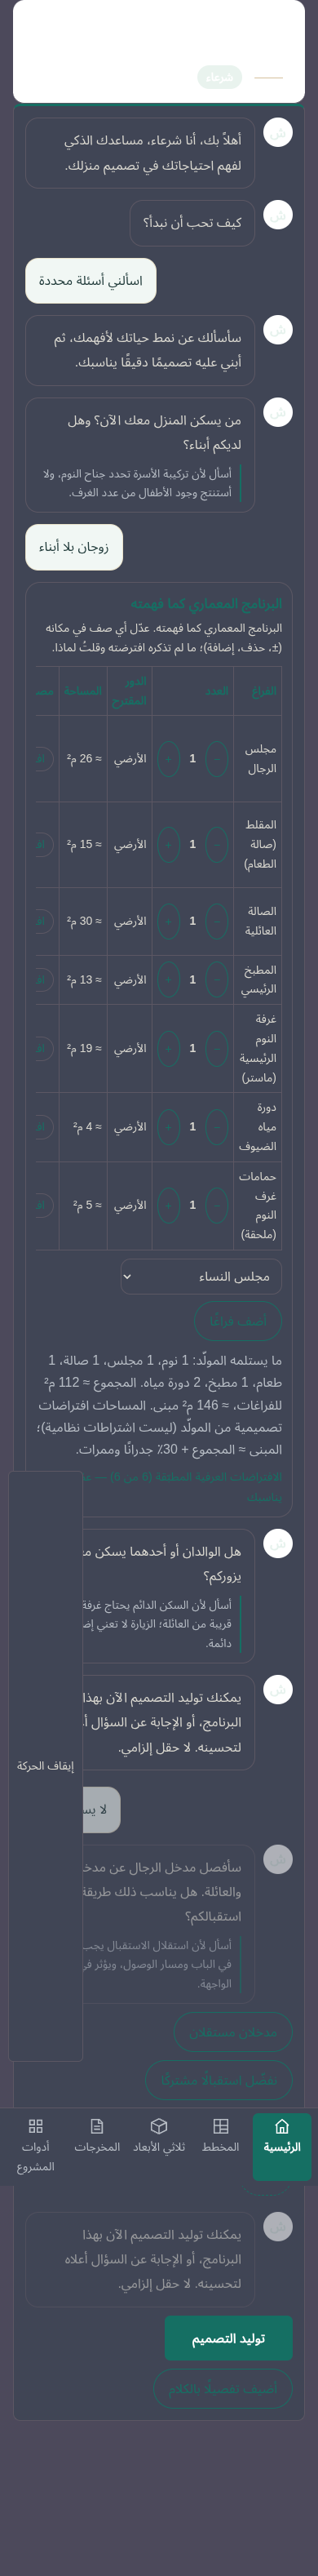 شرعاء
ش
أهلاً بك، أنا شرعاء، مساعدك الذكي
لفهم احتياجاتك في تصميم منزلك.
ش
كيف تحب أن نبدأ؟
اسألني أسئلة محددة
ش
سأسألك عن نمط حياتك لأفهمك، ثم
أبني عليه تصميمًا دقيقًا يناسبك.
ش
من يسكن المنزل معك الآن؟ وهل
لديكم أبناء؟
أسأل لأن تركيبة الأسرة تحدد جناح النوم، ولا
أستنتج وجود الأطفال من عدد الغرف.
زوجان بلا أبناء
البرنامج المعماري كما فهمته
البرنامج المعماري كما فهمته. عدّل أي صف في مكانه
(±، حذف، إضافة)؛ ما لم تذكره افترضته وقلتُ لماذا.
الفراغ العدد الدور المقترح المساحة
مجلس الرجال − 1 + الأرضي ≈ 26 م²
المقلط (صالة الطعام) − 1 + الأرضي ≈ 15 م²
الصالة العائلية − 1 + الأرضي ≈ 30 م²
المطبخ الرئيسي − 1 + الأرضي ≈ 13 م²
غرفة النوم الرئيسية (ماستر) − 1 + الأرضي ≈ 19 م²
دورة مياه الضيوف − 1 + الأرضي ≈ 4 م²
حمامات غرف النوم (ملحقة) − 1 + الأرضي ≈ 5 م²
مجلس النساء
أضف فراغًا
ما يستلمه المولّد: 1 نوم، 1 مجلس، 1 صالة، 1
طعام، 1 مطبخ، 2 دورة مياه. المجموع ≈ 112 م²
للفراغات، ≈ 146 م² مبنى. المساحات افتراضات
تصميمية من المولّد (ليست اشتراطات نظامية)؛
المبنى ≈ المجموع + 30٪ جدرانًا وممرات.
الافتراضات العرفية المطبّقة (6 من 6) —
يناسبك
ش
هل الوالدان أو أحدهما يسكن
يزوركم؟
أسأل لأن السكن الدائم يحتاج غرفة
قريبة من العائلة؛ الزيارة لا تعني
دائمة.
ش
يمكنك توليد التصميم الآن بهذا
البرنامج، أو الإجابة عن السؤال
لتحسينه. لا حقل إلزامي.
إيقاف الحركة
ش
سأفصل مدخل الرجال عن
والعائلة. هل يناسب ذلك طريقة
استقبالكم؟
أسأل لأن استقلال الاستقبال يجب
في الباب ومسار الوصول، ويؤثر
الواجهة.
مدخلان مستقلان
نفضّل استقبالًا مشتركًا
الرئيسية
المخطط
ثلاثي الأبعاد
المخرجات
أدوات
المشروع
ش
يمكنك توليد التصميم الآن بهذا
البرنامج، أو الإجابة عن السؤال أعلاه
لتحسينه. لا حقل إلزامي.
توليد التصميم
أضيف تفصيلًا بالكلام